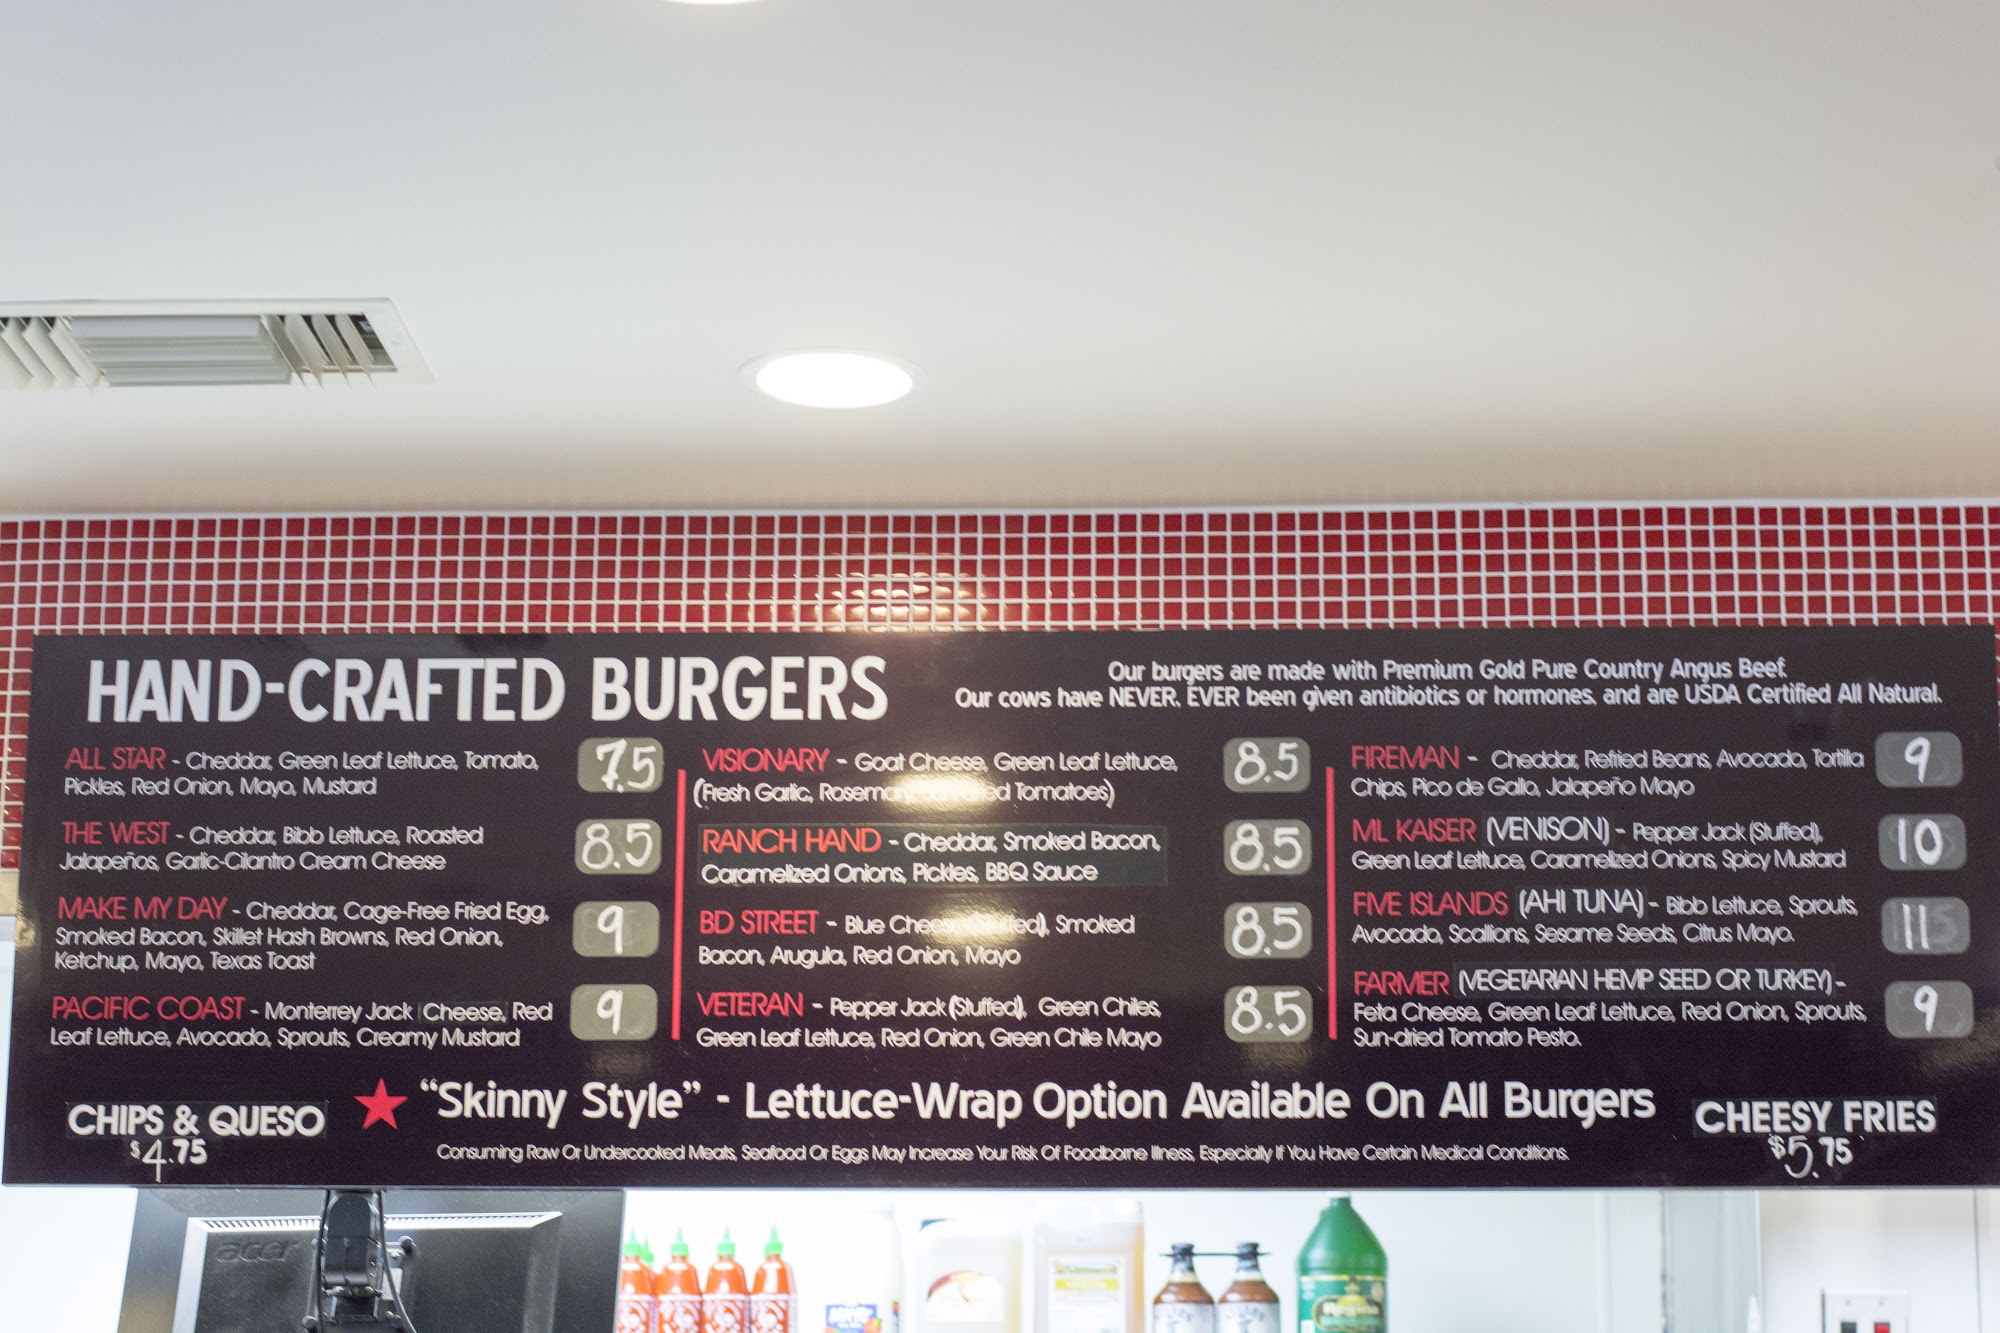 HAND-CRAFTED BURGERS
Our burgers are made with Premium Gold Pure Country Angus Beef.
Our cows have NEVER, EVER been given antibiotics or hormones, and are USDA Certified All Natural.
ALL STAR - Cheddar, Green Leaf Lettuce, Tomato,
Pickles, Red Onion, Mayo, Mustard
7.5
THE WEST - Cheddar, Bibb Lettuce, Roasted
Jalapeños, Garlic-Cilantro Cream Cheese
8.5
MAKE MY DAY - Cheddar, Cage-Free Fried Egg,
Smoked Bacon, Skillet Hash Browns, Red Onion,
Ketchup, Mayo, Texas Toast
9
PACIFIC COAST - Monterrey Jack Cheese, Red
Leaf Lettuce, Avocado, Sprouts, Creamy Mustard
9
VISIONARY - Goat Cheese, Green Leaf Lettuce,
(Fresh Garlic, Rosemary, Tomatoes)
8.5
RANCH HAND - Cheddar, Smoked Bacon,
Caramelized Onions, Pickles, BBQ Sauce
8.5
BD STREET - Blue Cheese (Stuffed), Smoked
Bacon, Arugula, Red Onion, Mayo
8.5
VETERAN - Pepper Jack (Stuffed), Green Chiles,
Green Leaf Lettuce, Red Onion, Green Chile Mayo
8.5
FIREMAN - Cheddar, Refried Beans, Avocado, Tortilla
Chips, Pico de Gallo, Jalapeño Mayo
9
ML KAISER (VENISON) - Pepper Jack (Stuffed),
Green Leaf Lettuce, Caramelized Onions, Spicy Mustard
10
FIVE ISLANDS (AHI TUNA) - Bibb Lettuce, Sprouts,
Avocado, Scallions, Sesame Seeds, Citrus Mayo.
11
FARMER (VEGETARIAN HEMP SEED OR TURKEY) -
Feta Cheese, Green Leaf Lettuce, Red Onion, Sprouts,
Sun-dried Tomato Pesto.
9
CHIPS & QUESO
$4.75
"Skinny Style" - Lettuce-Wrap Option Available On All Burgers
Consuming Raw Or Undercooked Meats, Seafood Or Eggs May Increase Your Risk Of Foodborne Illness, Especially If You Have Certain Medical Conditions.
CHEESY FRIES
$5.75
acer
Regina